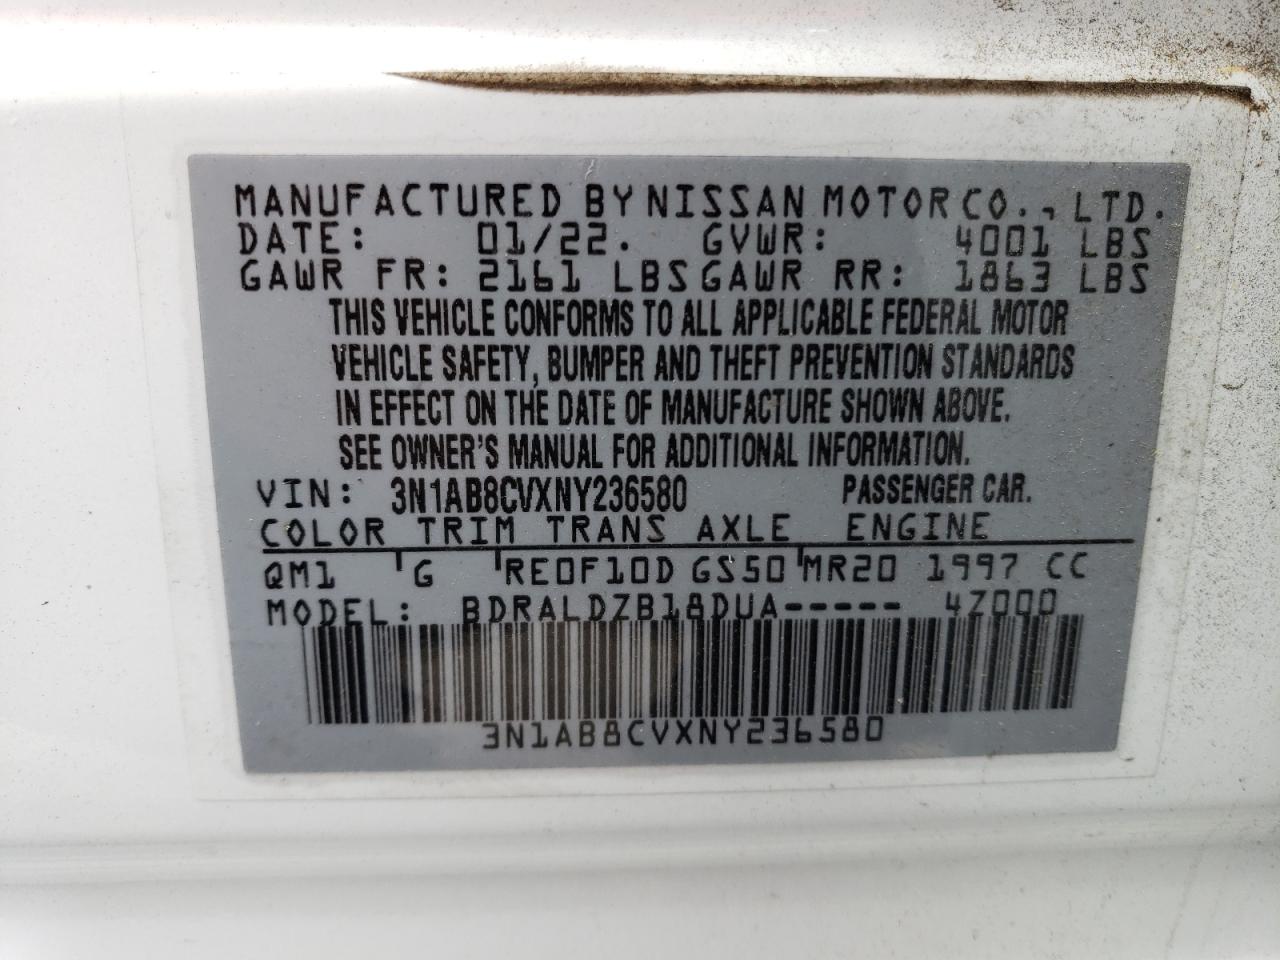 MANUFACTURED BY NISSAN MOTOR CO., LTD.
DATE: 01/22. GVWR: 4001 LBS
GAWR FR: 2161 LBS GAWR RR: 1863 LBS
THIS VEHICLE CONFORMS TO ALL APPLICABLE FEDERAL MOTOR
VEHICLE SAFETY, BUMPER AND THEFT PREVENTION STANDARDS
IN EFFECT ON THE DATE OF MANUFACTURE SHOWN ABOVE.
SEE OWNER'S MANUAL FOR ADDITIONAL INFORMATION.
VIN: 3N1AB8CVXNY236580 PASSENGER CAR.
COLOR TRIM TRANS AXLE ENGINE
QM1 G RE0F10D GS50 MR20 1997 CC
MODEL: BDRALDZB18DUA----- 4Z000
3N1AB8CVXNY236580